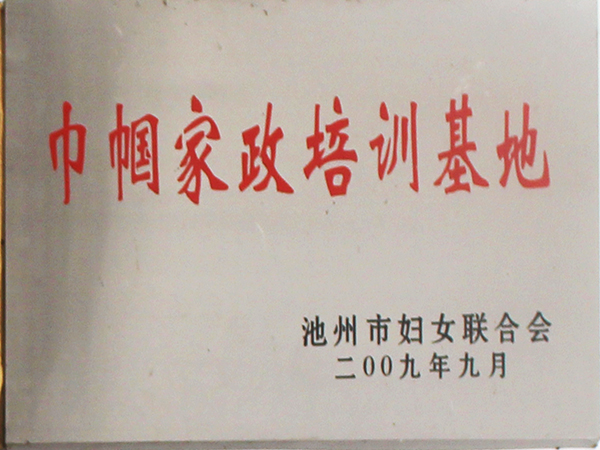 巾帼家政培训基地
池州市妇女联合会
二00九年九月